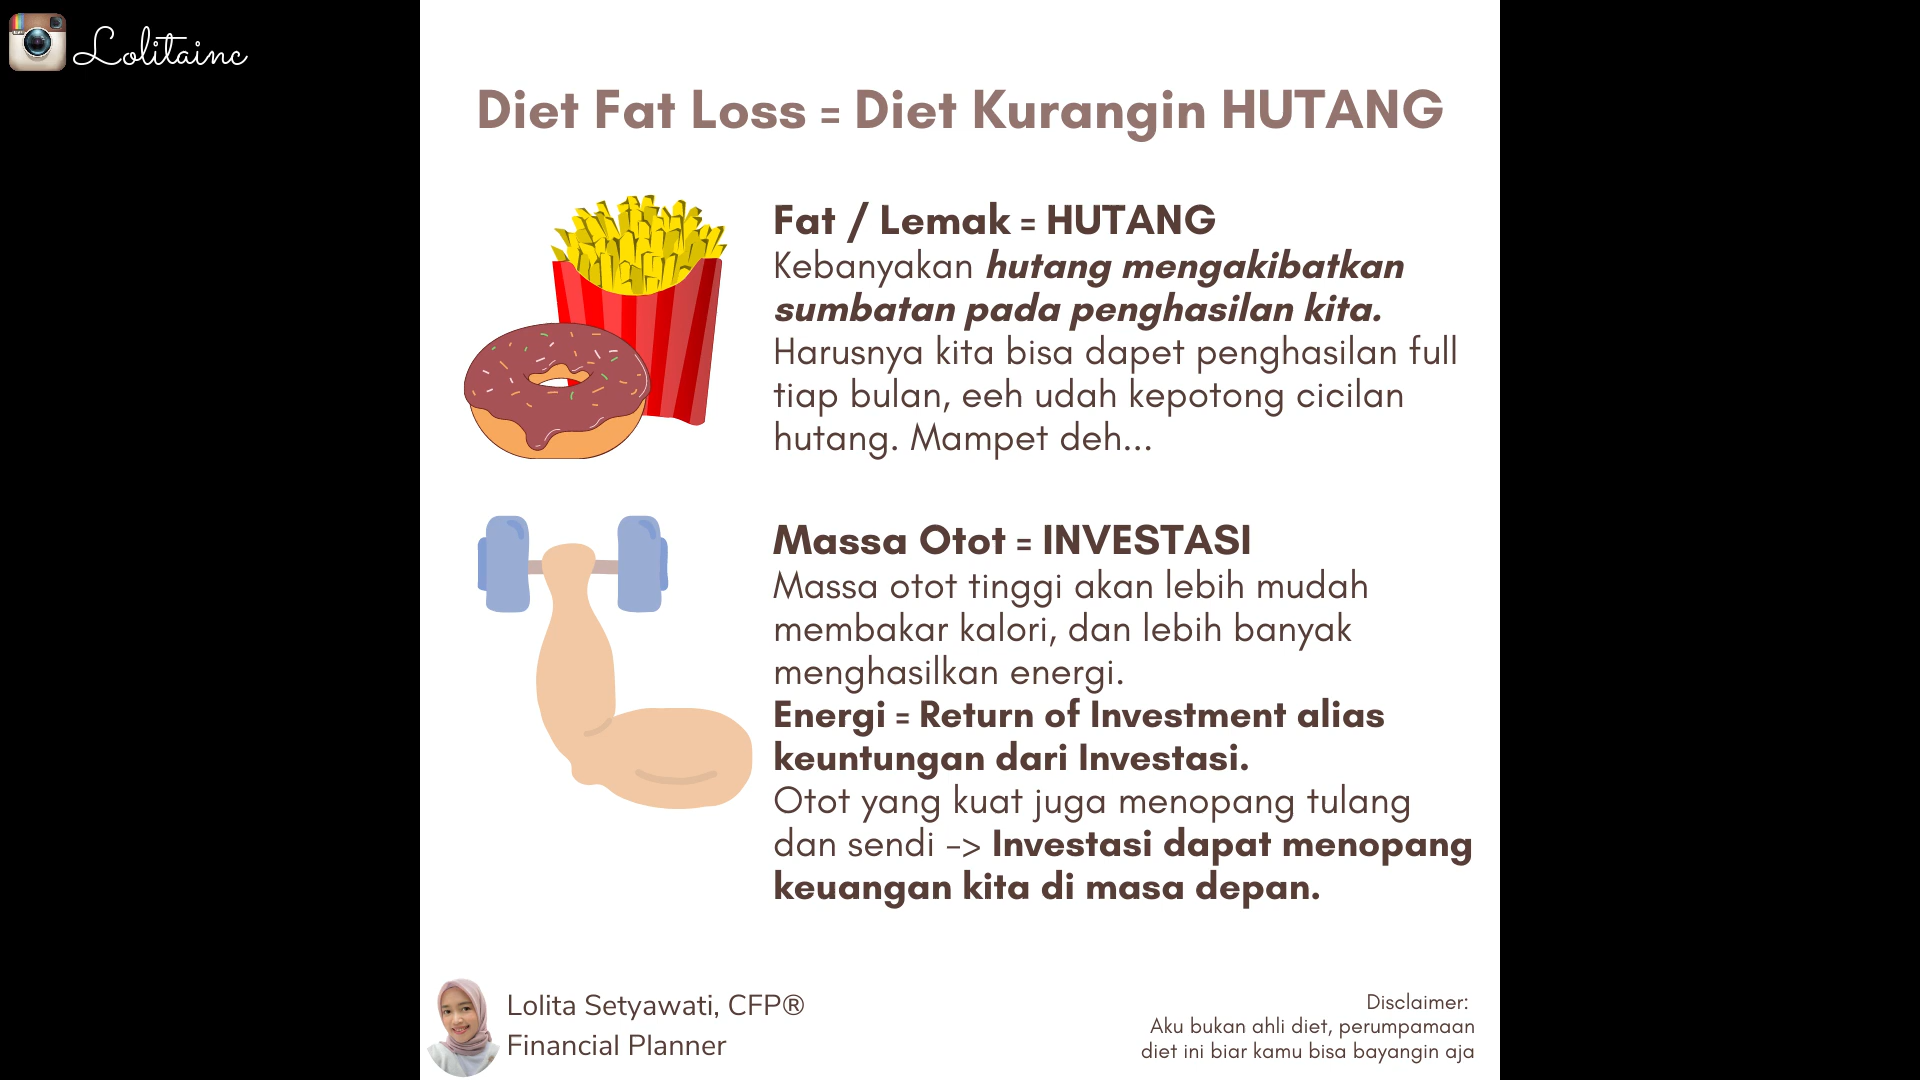 Lolitainc
Diet Fat Loss = Diet Kurangin HUTANG
Fat / Lemak = HUTANG
Kebanyakan hutang mengakibatkan
sumbatan pada penghasilan kita.
Harusnya kita bisa dapet penghasilan full
tiap bulan, eeh udah kepotong cicilan
hutang. Mampet deh...
Massa Otot = INVESTASI
Massa otot tinggi akan lebih mudah
membakar kalori, dan lebih banyak
menghasilkan energi.
Energi = Return of Investment alias
keuntungan dari Investasi.
Otot yang kuat juga menopang tulang
dan sendi -> Investasi dapat menopang
keuangan kita di masa depan.
Lolita Setyawati, CFP®
Financial Planner
Disclaimer:
Aku bukan ahli diet, perumpamaan
diet ini biar kamu bisa bayangin aja